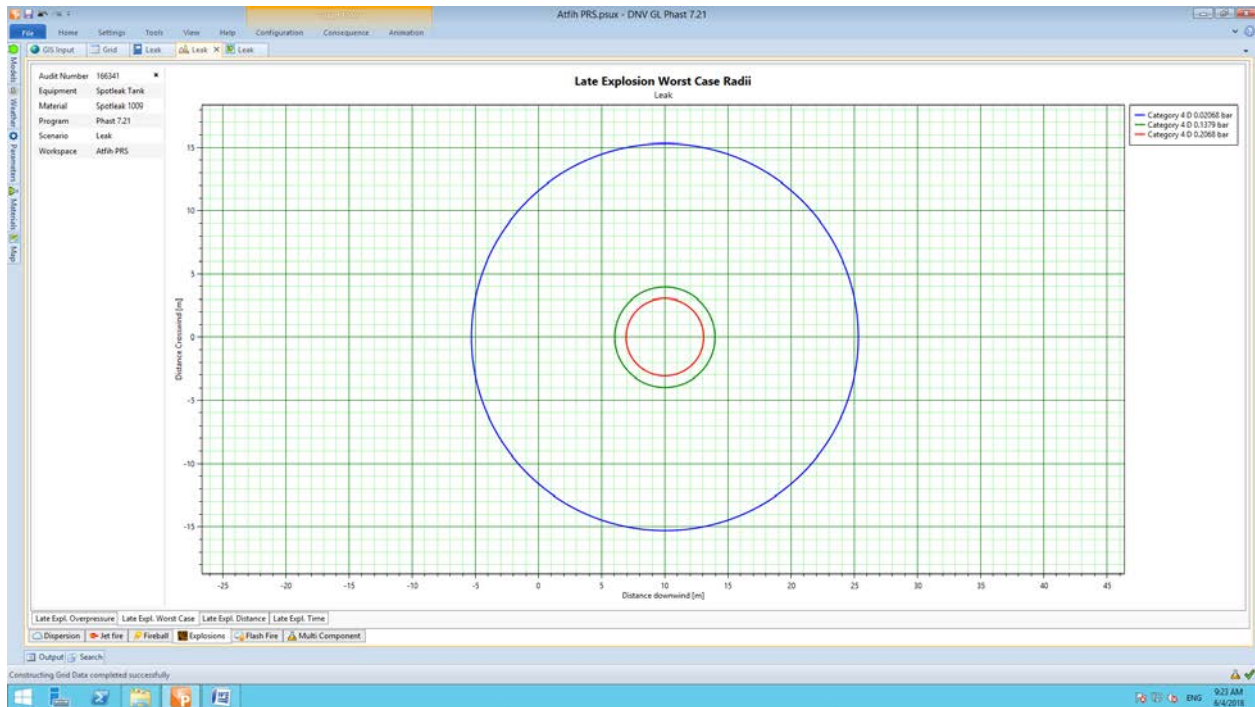 Atfih PRS.psux - DNV GL Phast 7.21
File Home Settings Tools View Help Configuration Consequence Animation
GIS Input Grid Leak Leak Leak
Models
Weather
Parameters
Materials
Map
Audit Number 166341
Equipment Spotleak Tank
Material Spotleak 1009
Program Phast 7.21
Scenario Leak
Workspace Atfih PRS
Late Explosion Worst Case Radii
Leak
Category 4 D 0.02068 bar
Category 4 D 0.1379 bar
Category 4 D 0.2068 bar
Distance Crosswind [m]
15
10
5
0
-5
-10
-15
-25 -20 -15 -10 -5 0 5 10 15 20 25 30 35 40 45
Distance downwind [m]
Late Expl. Overpressure Late Expl. Worst Case Late Expl. Distance Late Expl. Time
Dispersion Jet fire Fireball Explosions Flash Fire Multi Component
Output Search
Constructing Grid Data completed successfully
ENG
9:23 AM
6/4/2018